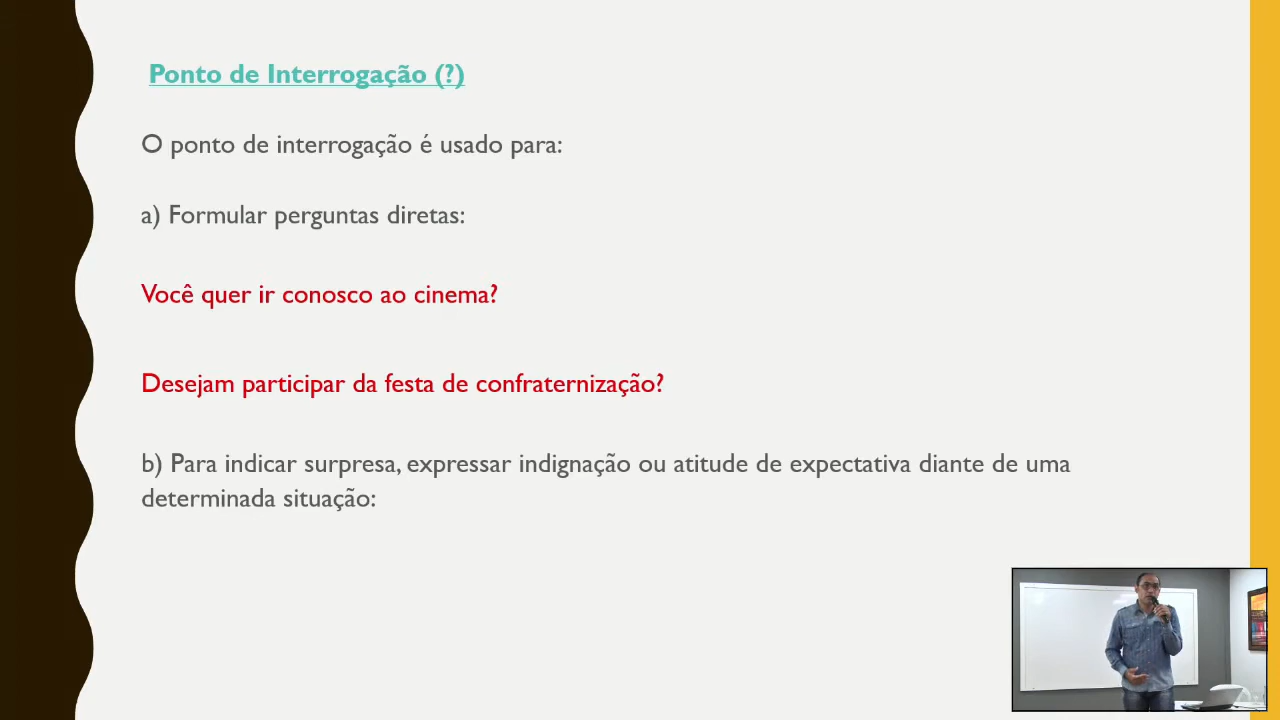 Ponto de Interrogação (?)
O ponto de interrogação é usado para:
a) Formular perguntas diretas:
Você quer ir conosco ao cinema?
Desejam participar da festa de confraternização?
b) Para indicar surpresa, expressar indignação ou atitude de expectativa diante de uma
determinada situação: